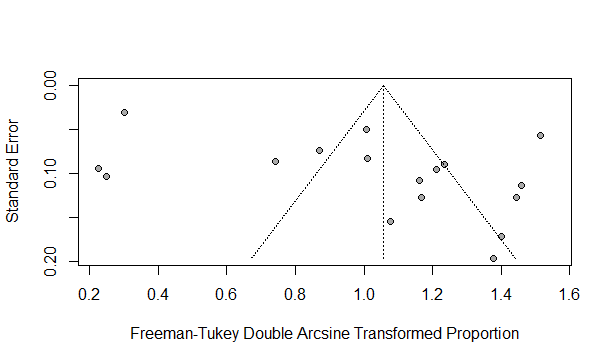 0.00
0.10
0.20
Standard Error
0.2 0.4 0.6 0.8 1.0 1.2 1.4 1.6
Freeman-Tukey Double Arcsine Transformed Proportion